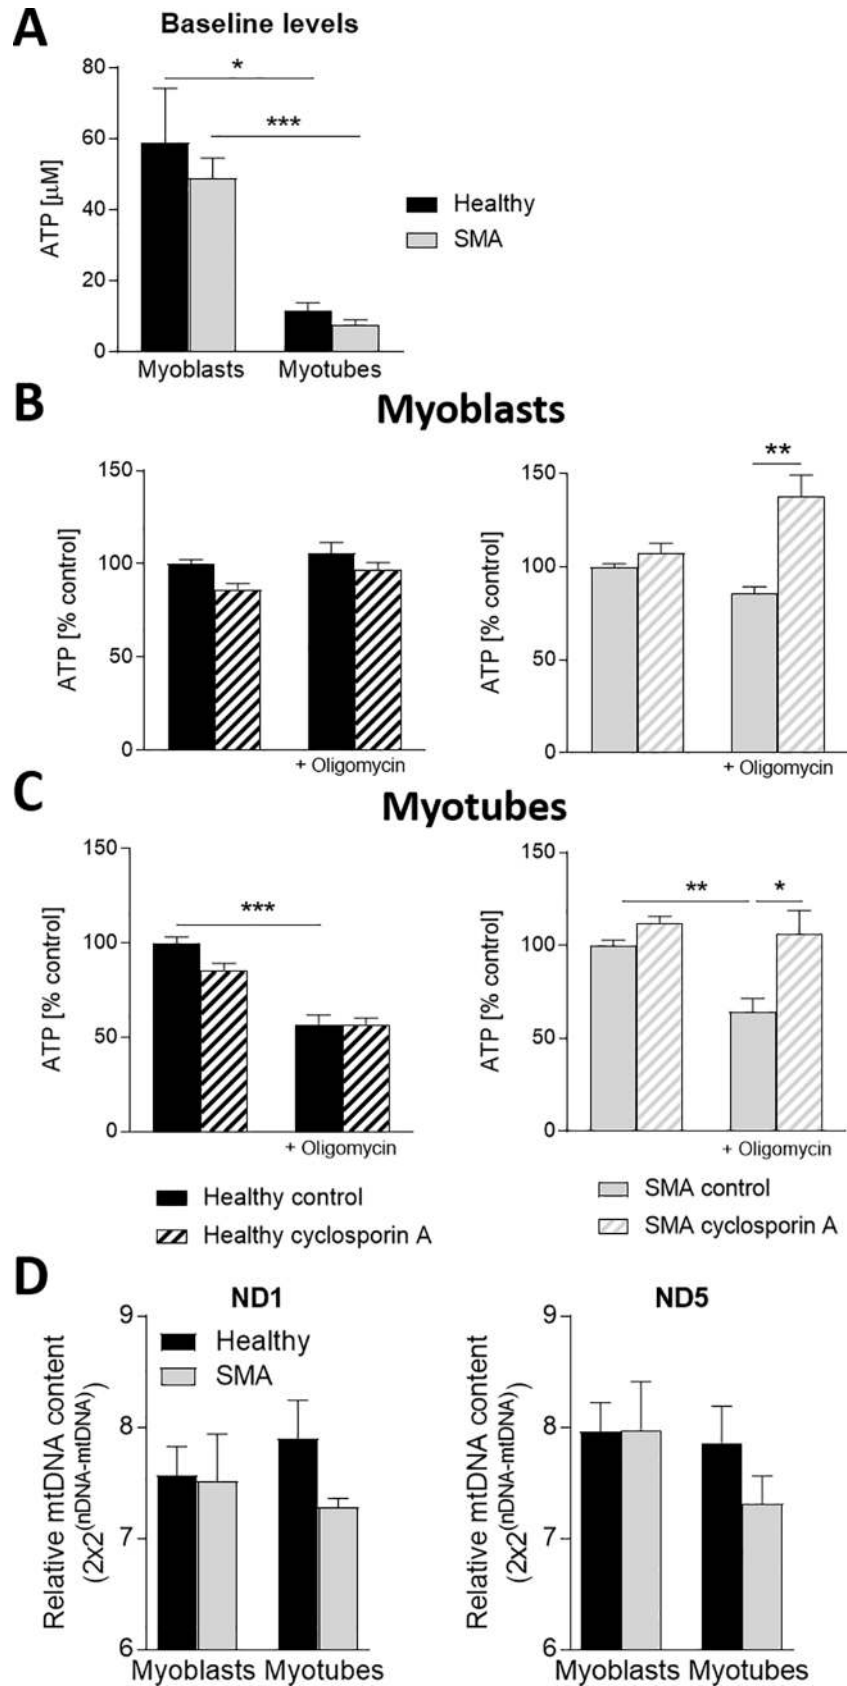 A
Baseline levels
80
60
40
20
0
ATP [µM]
*
***
Healthy
SMA
Myoblasts
Myotubes
B
Myoblasts
150
100
50
0
ATP [% control]
+ Oligomycin
150
100
50
0
ATP [% control]
**
+ Oligomycin
C
Myotubes
150
100
50
0
ATP [% control]
***
+ Oligomycin
150
100
50
0
ATP [% control]
**
*
+ Oligomycin
Healthy control
Healthy cyclosporin A
SMA control
SMA cyclosporin A
D
ND1
9
8
7
6
Relative mtDNA content
(2x2^(nDNA-mtDNA))
Healthy
SMA
Myoblasts
Myotubes
ND5
9
8
7
6
Relative mtDNA content
(2x2^(nDNA-mtDNA))
Myoblasts
Myotubes